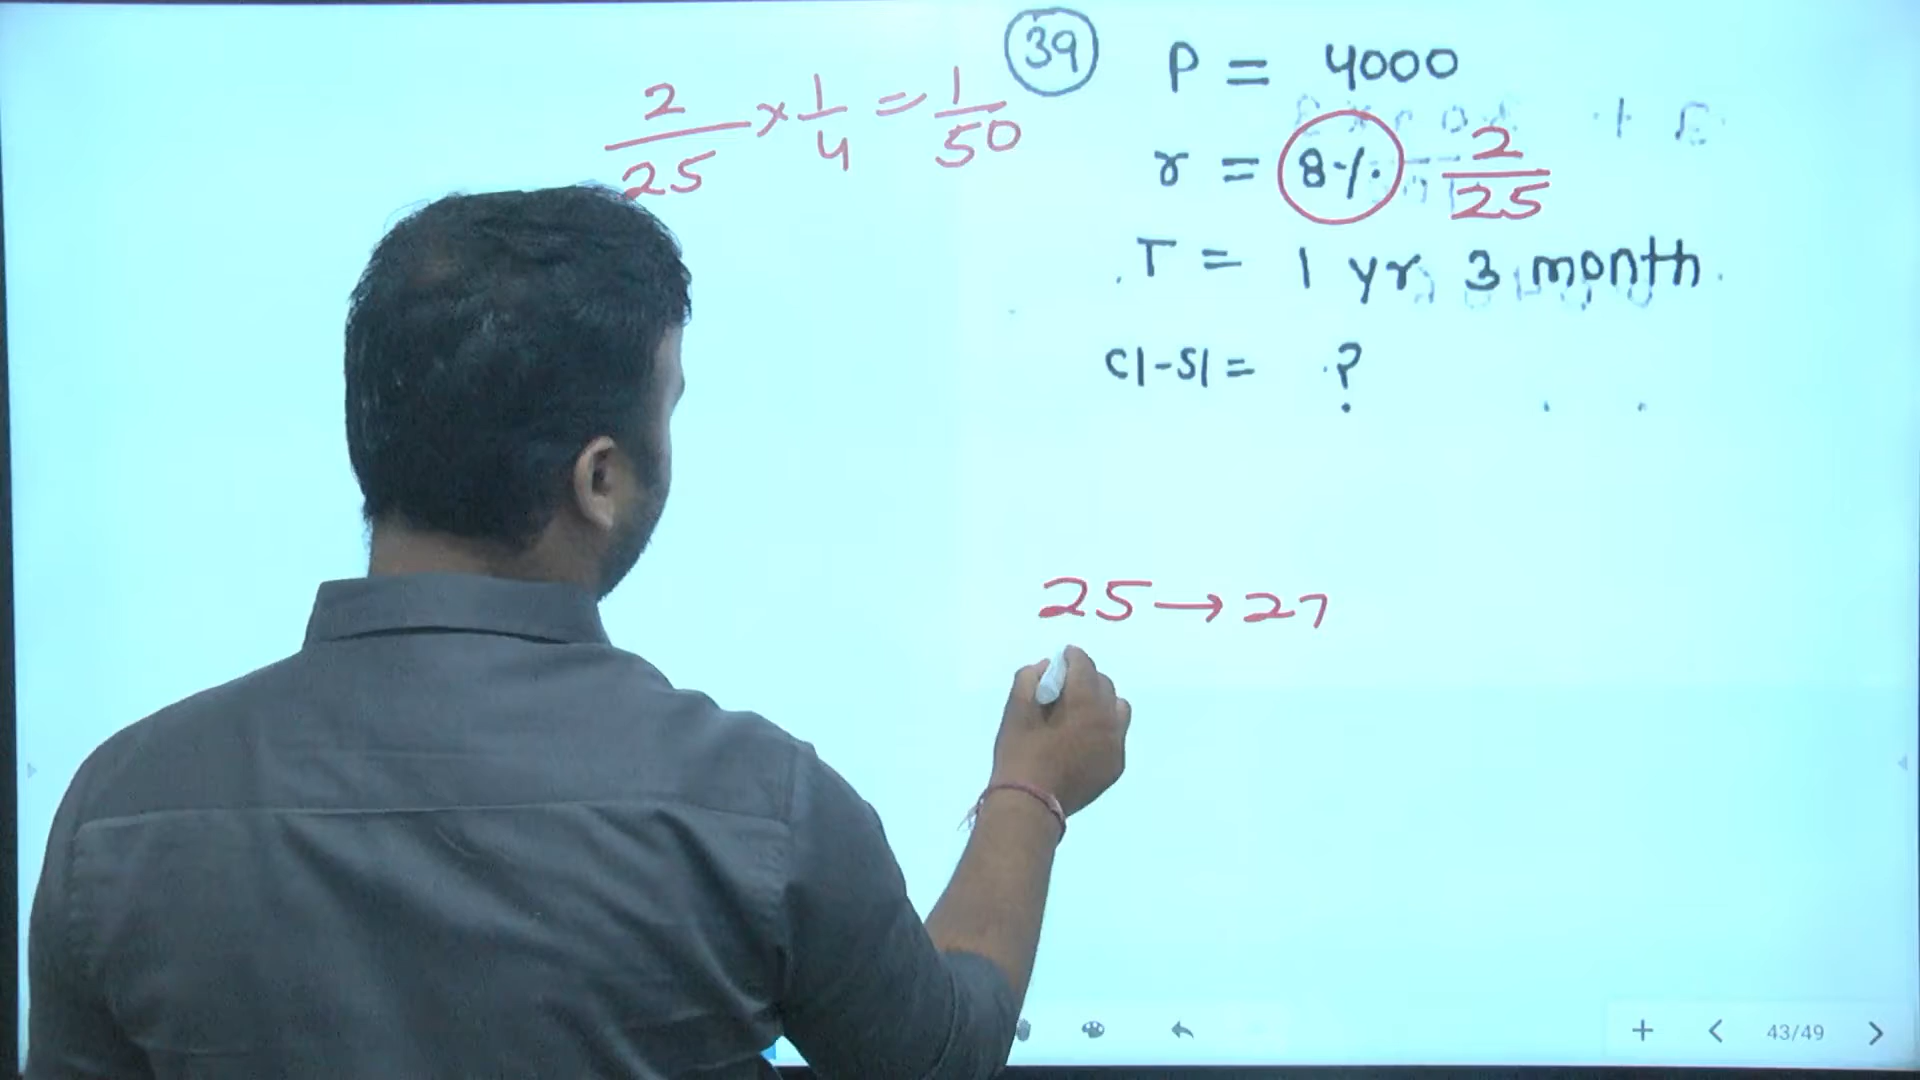 39
P = 4000
r = 8% 2/25
T = 1 yr 3 month
CI-SI = ?
2/25 × 1/4 = 1/50
25 → 27
43/49